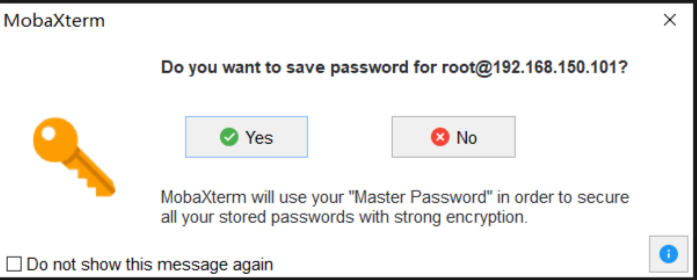 MobaXterm
Do you want to save password for root@192.168.150.101?
Yes
No
MobaXterm will use your "Master Password" in order to secure
all your stored passwords with strong encryption.
Do not show this message again